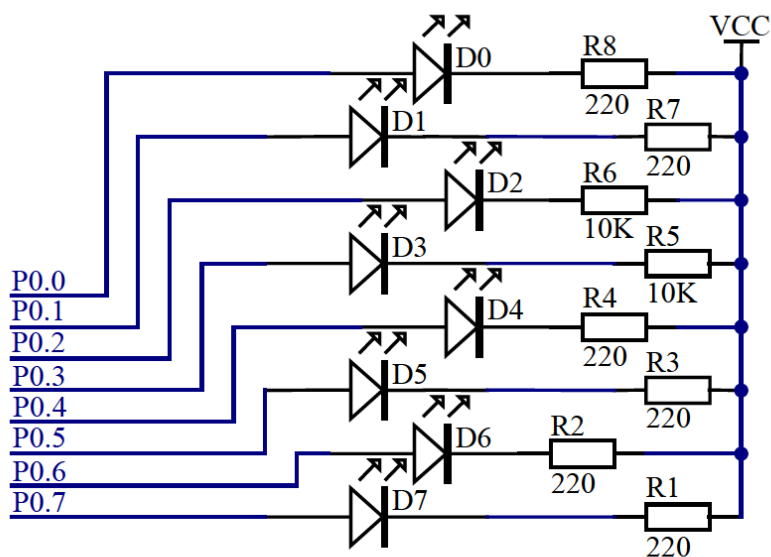 VCC
D0
R8
220
D1
R7
220
D2
R6
10K
D3
R5
10K
P0.0
P0.1
D4
R4
220
P0.2
P0.3
D5
R3
220
P0.4
P0.5
D6
R2
220
P0.6
D7
R1
220
P0.7